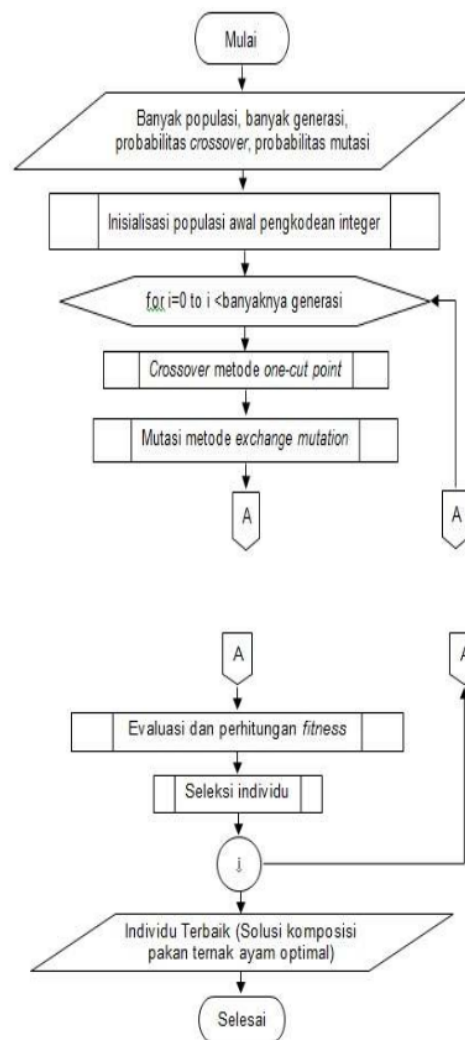 Mulai
Banyak populasi, banyak generasi,
probabilitas crossover, probabilitas mutasi
Inisialisasi populasi awal pengkodean integer
for i=0 to i <banyaknya generasi
Crossover metode one-cut point
Mutasi metode exchange mutation
A
A
A
A
Evaluasi dan perhitungan fitness
Seleksi individu
i
Individu Terbaik (Solusi komposisi
pakan ternak ayam optimal)
Selesai